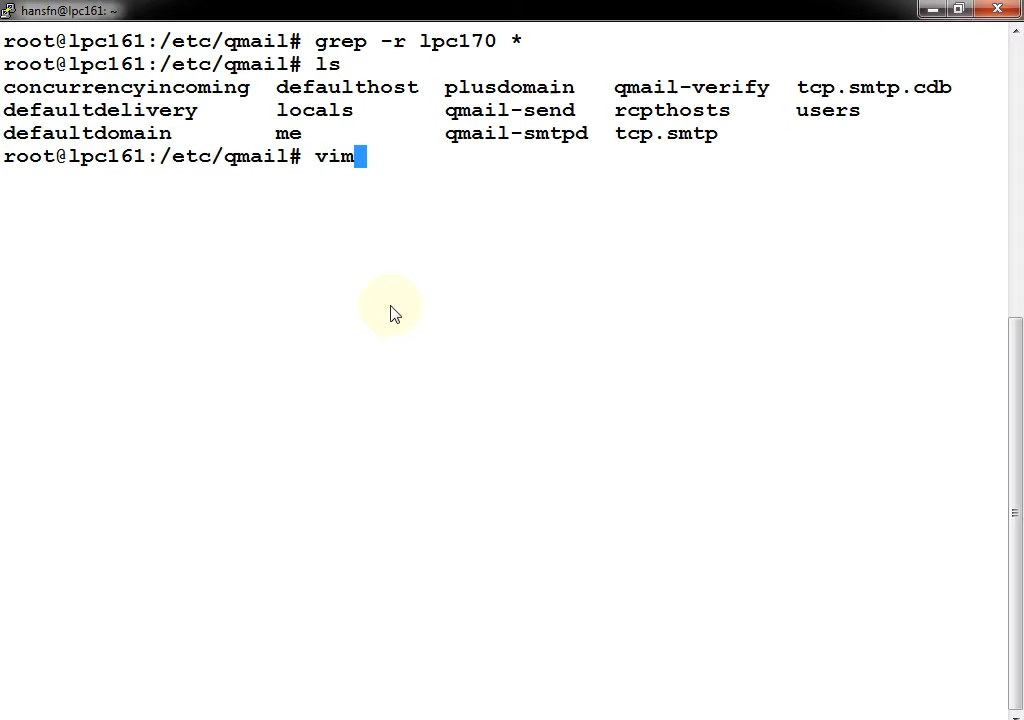 hansfn@lpc161: ~
root@lpc161:/etc/qmail# grep -r lpc170 *
root@lpc161:/etc/qmail# ls
concurrencyincoming  defaulthost  plusdomain   qmail-verify  tcp.smtp.cdb
defaultdelivery      locals       qmail-send   rcpthosts     users
defaultdomain        me           qmail-smtpd  tcp.smtp
root@lpc161:/etc/qmail# vim